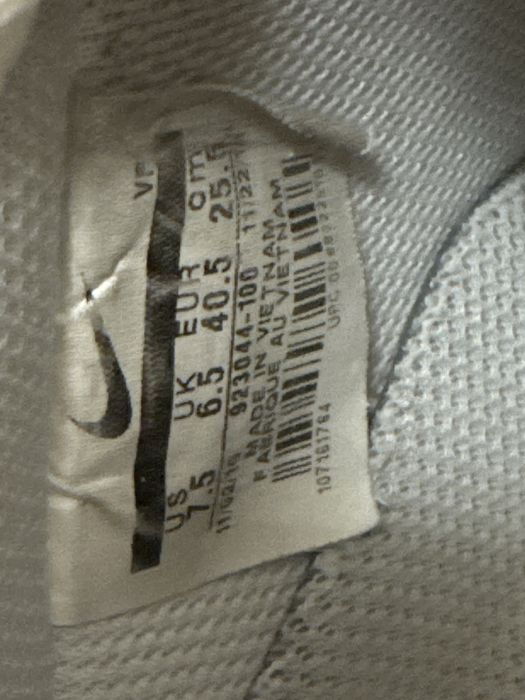 VF
US UK EUR cm
7.5 6.5 40.5 25.5
923044-100
MADE IN VIETNAM
FABRIQUE AU VIETNAM